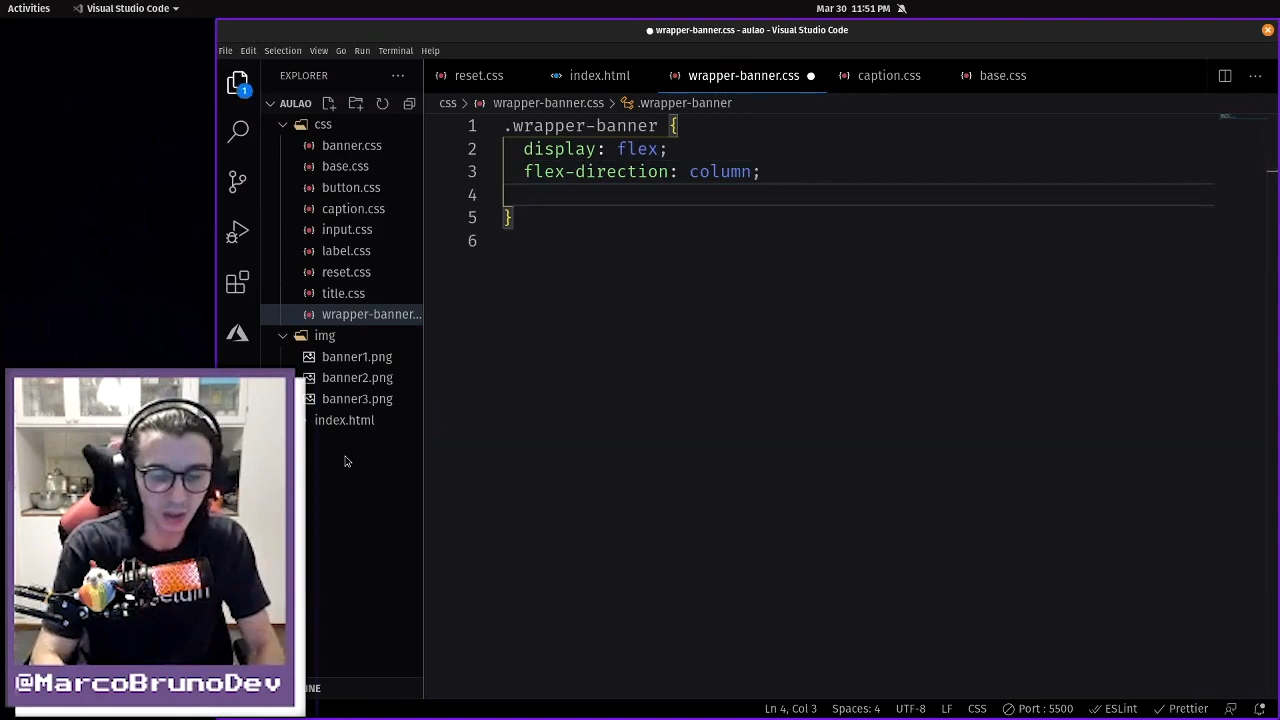 Activities
Visual Studio Code
Mar 30 11:51 PM
wrapper-banner.css - aulao - Visual Studio Code
File Edit Selection View Go Run Terminal Help
1
EXPLORER
reset.css
index.html
wrapper-banner.css
caption.css
base.css
AULAO
css > wrapper-banner.css > .wrapper-banner
css
banner.css
base.css
button.css
caption.css
input.css
label.css
reset.css
title.css
wrapper-banner...
img
banner1.png
banner2.png
banner3.png
index.html
1 .wrapper-banner {
2 display: flex;
3 flex-direction: column;
4
5 }
6
@MarcoBrunoDev
Ln 4, Col 3 Spaces: 4 UTF-8 LF CSS Port : 5500 ESLint Prettier